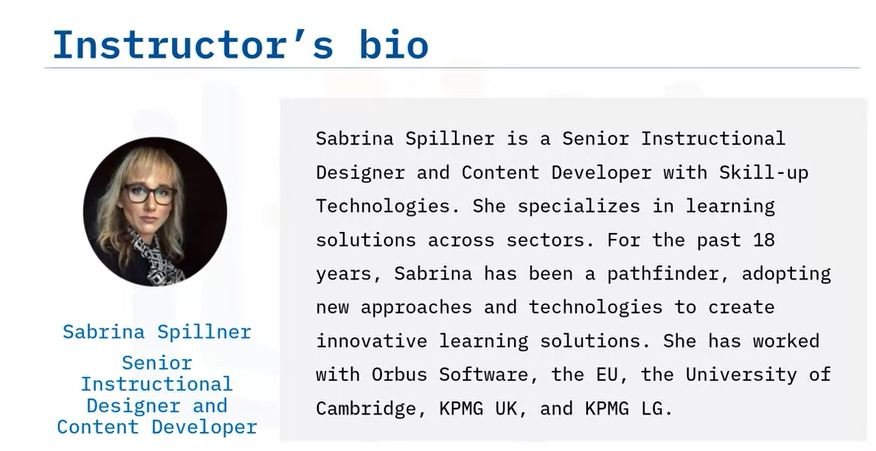 Instructor’s bio
Sabrina Spillner
Senior
Instructional
Designer and
Content Developer
Sabrina Spillner is a Senior Instructional
Designer and Content Developer with Skill-up
Technologies. She specializes in learning
solutions across sectors. For the past 18
years, Sabrina has been a pathfinder, adopting
new approaches and technologies to create
innovative learning solutions. She has worked
with Orbus Software, the EU, the University of
Cambridge, KPMG UK, and KPMG LG.